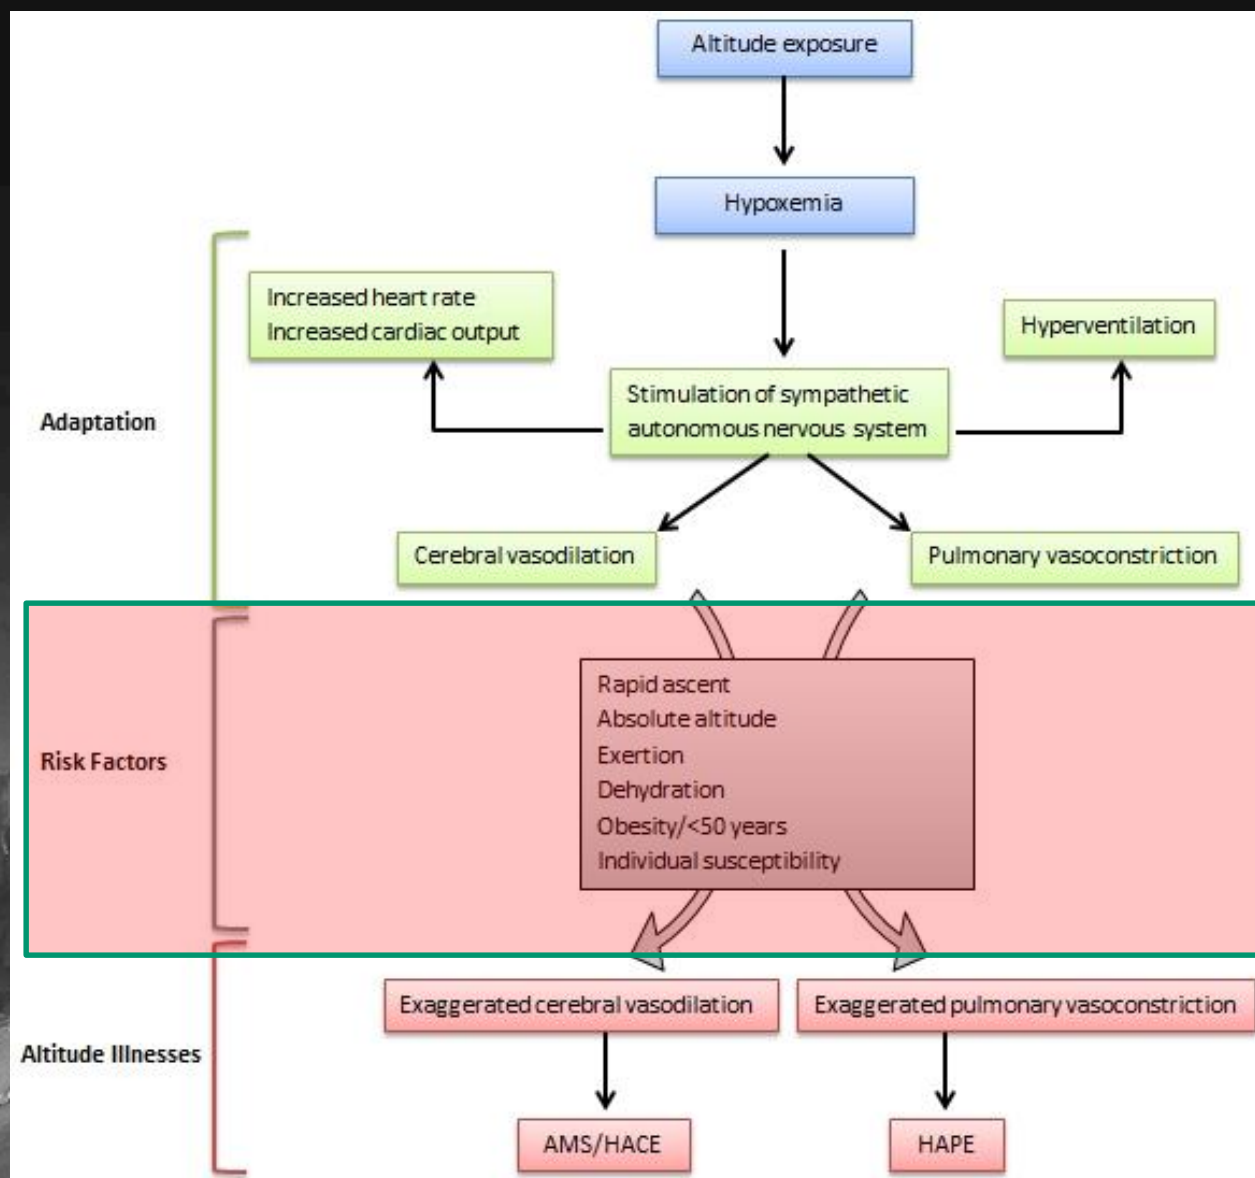 Altitude exposure
Hypoxemia
Increased heart rate
Increased cardiac output
Hyperventilation
Stimulation of sympathetic
autonomous nervous system
Adaptation
Cerebral vasodilation
Pulmonary vasoconstriction
Rapid ascent
Absolute altitude
Exertion
Dehydration
Obesity/<50 years
Individual susceptibility
Risk Factors
Exaggerated cerebral vasodilation
Exaggerated pulmonary vasoconstriction
Altitude Illnesses
AMS/HACE
HAPE